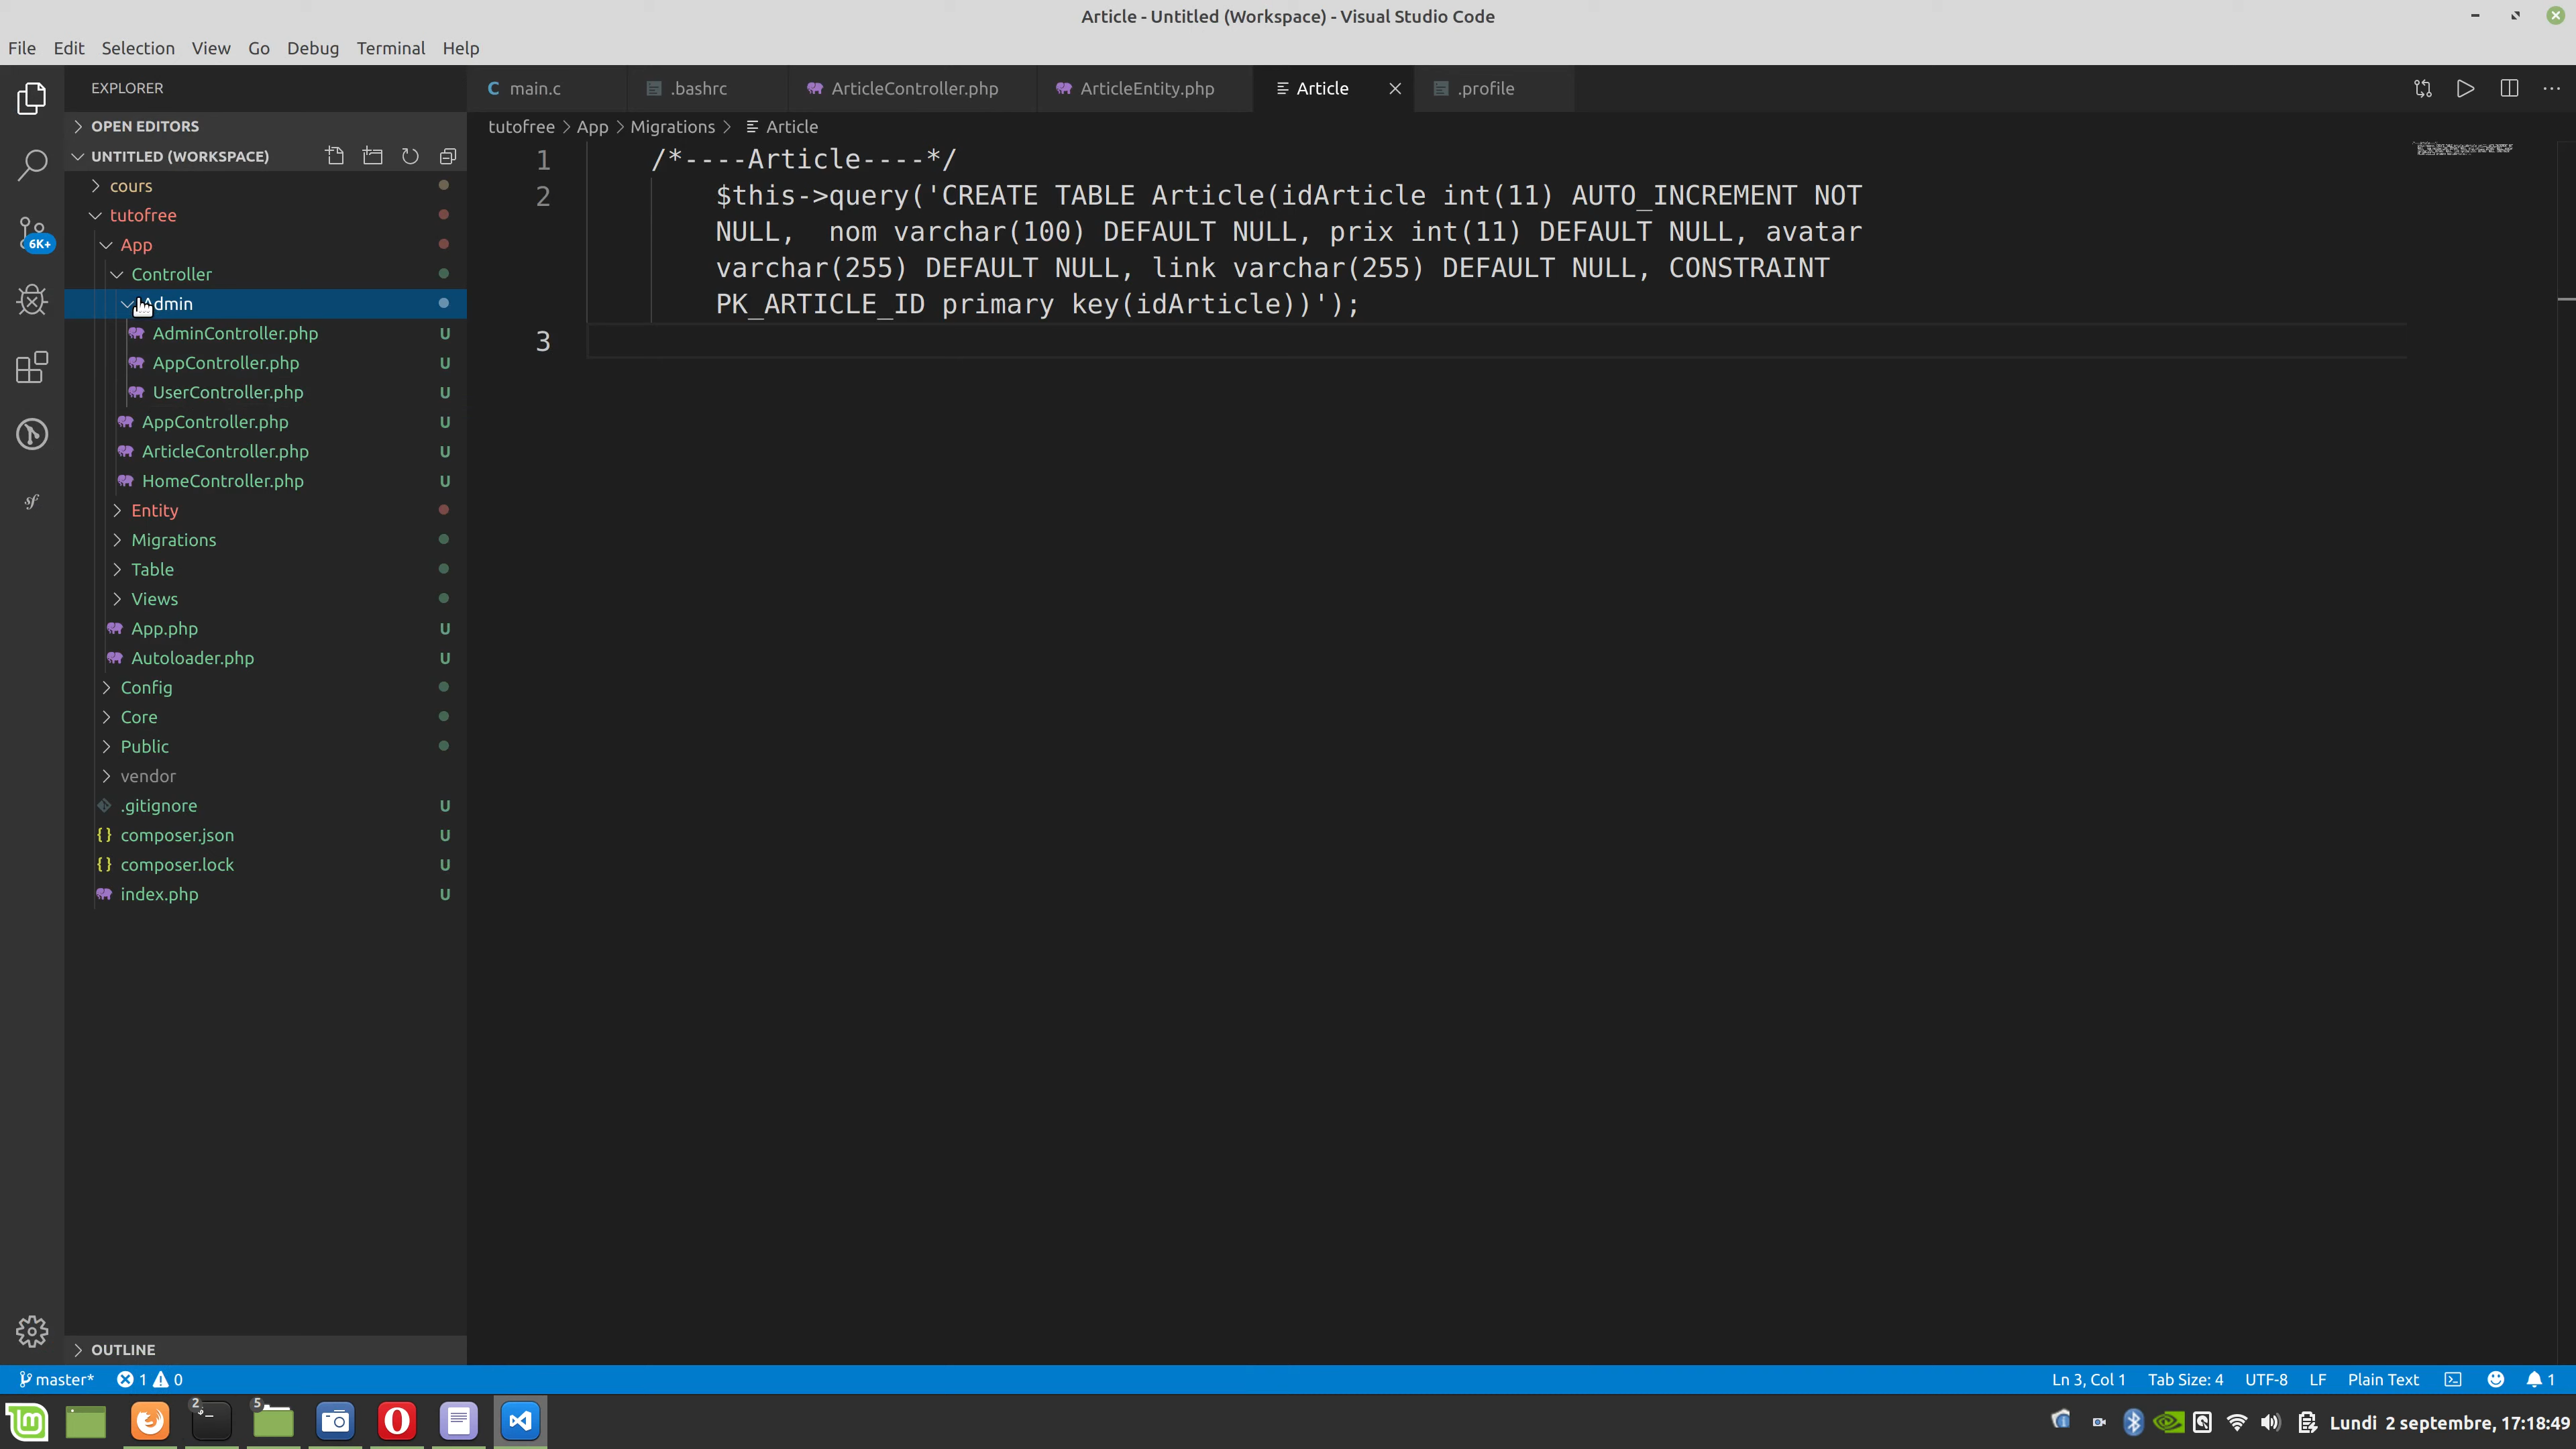 Article - Untitled (Workspace) - Visual Studio Code
File Edit Selection View Go Debug Terminal Help
EXPLORER
main.c .bashrc ArticleController.php ArticleEntity.php Article .profile
OPEN EDITORS
tutofree > App > Migrations > Article
UNTITLED (WORKSPACE)
1 /*----Article----*/
2 $this->query('CREATE TABLE Article(idArticle int(11) AUTO_INCREMENT NOT
NULL,  nom varchar(100) DEFAULT NULL, prix int(11) DEFAULT NULL, avatar
varchar(255) DEFAULT NULL, link varchar(255) DEFAULT NULL, CONSTRAINT
PK_ARTICLE_ID primary key(idArticle))');
3
cours
tutofree
6K+
App
Controller
dmin
AdminController.php U
AppController.php U
UserController.php U
AppController.php U
ArticleController.php U
HomeController.php U
Entity
Migrations
Table
Views
App.php U
Autoloader.php U
Config
Core
Public
vendor
.gitignore U
composer.json U
composer.lock U
index.php U
OUTLINE
master* 1 0 Ln 3, Col 1 Tab Size: 4 UTF-8 LF Plain Text 1
2 5 Lundi 2 septembre, 17:18:49